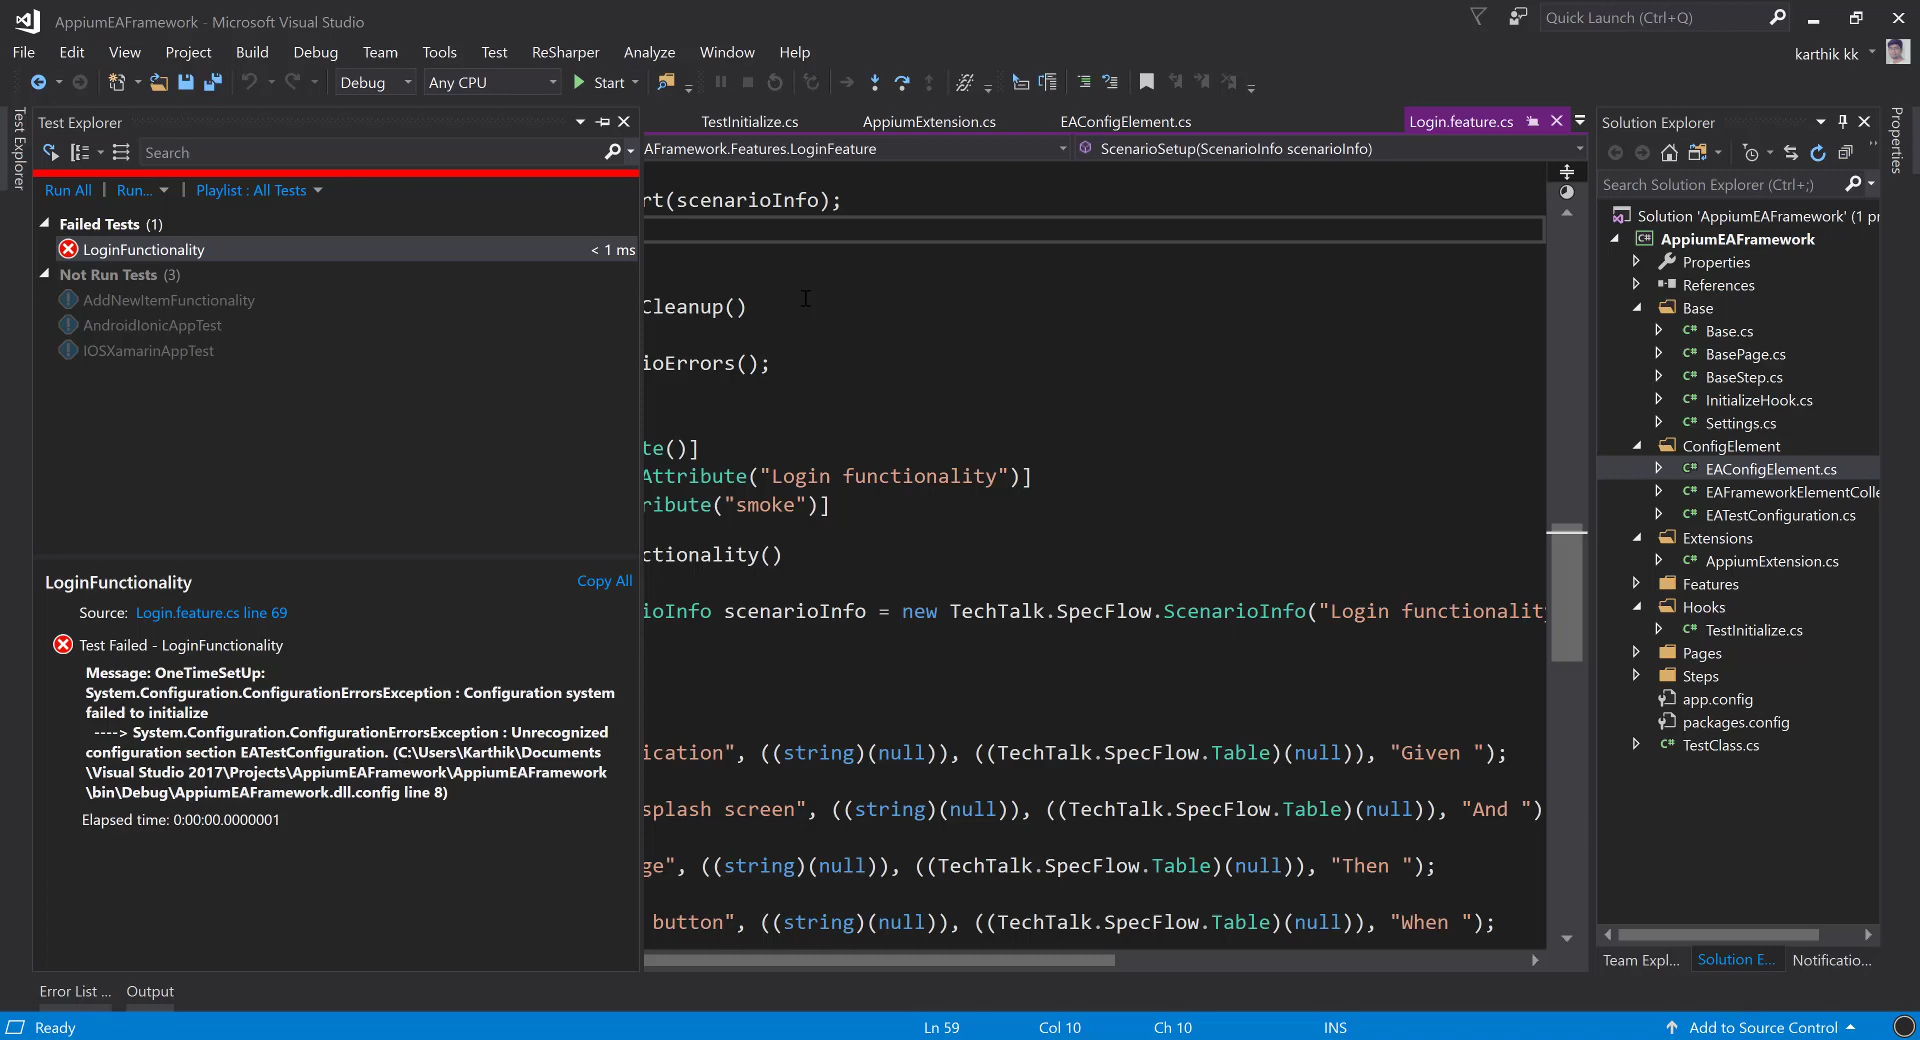 AppiumEAFramework - Microsoft Visual Studio
Quick Launch (Ctrl+Q)
File Edit View Project Build Debug Team Tools Test ReSharper Analyze Window Help
karthik kk
Debug Any CPU Start
Test Explorer
Test Explorer
Search
Run All | Run... | Playlist : All Tests
Failed Tests (1)
LoginFunctionality < 1 ms
Not Run Tests (3)
AddNewItemFunctionality
AndroidIonicAppTest
IOSXamarinAppTest
LoginFunctionality Copy All
Source: Login.feature.cs line 69
Test Failed - LoginFunctionality
Message: OneTimeSetUp:
System.Configuration.ConfigurationErrorsException : Configuration system
failed to initialize
----> System.Configuration.ConfigurationErrorsException : Unrecognized
configuration section EATestConfiguration. (C:\Users\Karthik\Documents
\Visual Studio 2017\Projects\AppiumEAFramework\AppiumEAFramework
\bin\Debug\AppiumEAFramework.dll.config line 8)
Elapsed time: 0:00:00.0000001
TestInitialize.cs AppiumExtension.cs EAConfigElement.cs Login.feature.cs
AFramework.Features.LoginFeature ScenarioSetup(ScenarioInfo scenarioInfo)
rt(scenarioInfo);
Cleanup()
ioErrors();
te()]
Attribute("Login functionality")]
ribute("smoke")]
ctionality()
ioInfo scenarioInfo = new TechTalk.SpecFlow.ScenarioInfo("Login functionalit
ication", ((string)(null)), ((TechTalk.SpecFlow.Table)(null)), "Given ");
splash screen", ((string)(null)), ((TechTalk.SpecFlow.Table)(null)), "And ")
ge", ((string)(null)), ((TechTalk.SpecFlow.Table)(null)), "Then ");
button", ((string)(null)), ((TechTalk.SpecFlow.Table)(null)), "When ");
Solution Explorer
Search Solution Explorer (Ctrl+;)
Solution 'AppiumEAFramework' (1 pr
C# AppiumEAFramework
Properties
References
Base
C# Base.cs
C# BasePage.cs
C# BaseStep.cs
C# InitializeHook.cs
C# Settings.cs
ConfigElement
C# EAConfigElement.cs
C# EAFrameworkElementColle
C# EATestConfiguration.cs
Extensions
C# AppiumExtension.cs
Features
Hooks
C# TestInitialize.cs
Pages
Steps
app.config
packages.config
C# TestClass.cs
Team Expl... Solution E... Notificatio...
Properties
Error List ... Output
Ready Ln 59 Col 10 Ch 10 INS Add to Source Control